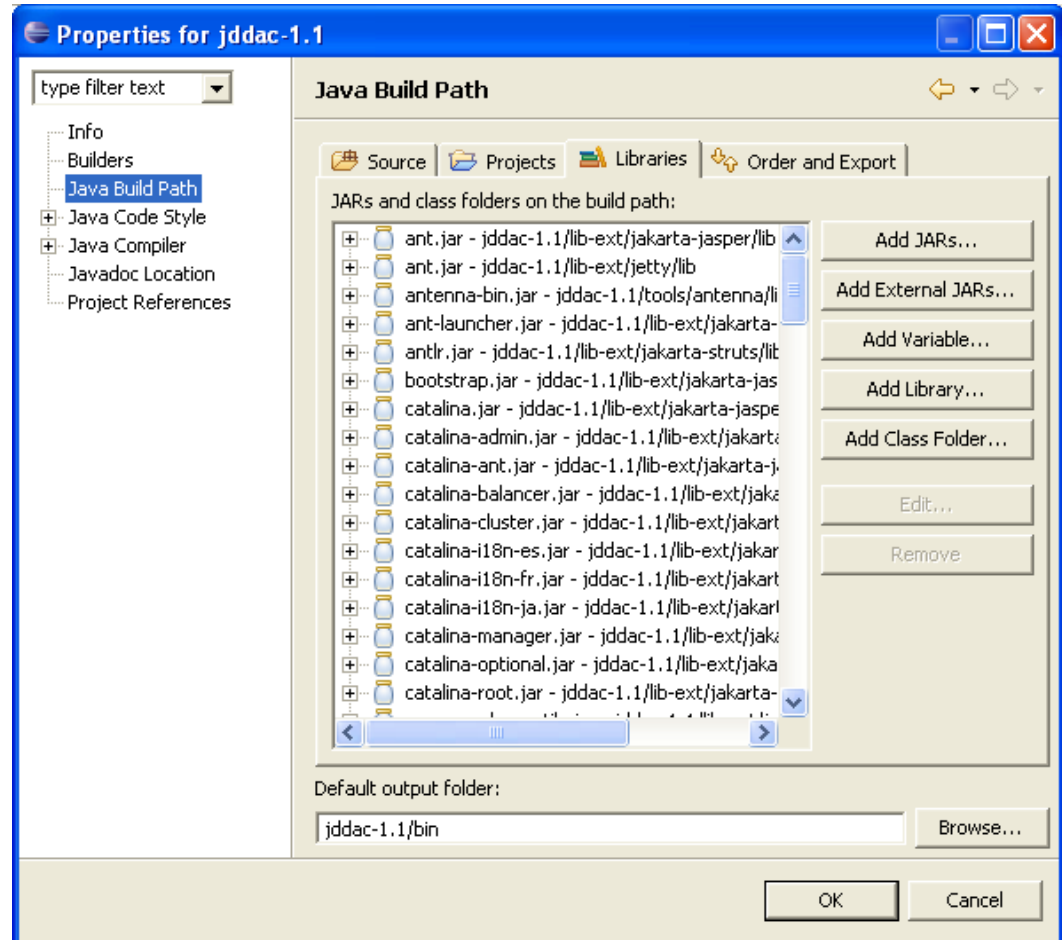 Properties for jddac-1.1
type filter text
Info
Builders
Java Build Path
Java Code Style
Java Compiler
Javadoc Location
Project References
Java Build Path
Source
Projects
Libraries
Order and Export
JARs and class folders on the build path:
ant.jar - jddac-1.1/lib-ext/jakarta-jasper/lib
ant.jar - jddac-1.1/lib-ext/jetty/lib
antenna-bin.jar - jddac-1.1/tools/antenna/li
ant-launcher.jar - jddac-1.1/lib-ext/jakarta-
antlr.jar - jddac-1.1/lib-ext/jakarta-struts/lib
bootstrap.jar - jddac-1.1/lib-ext/jakarta-jas
catalina.jar - jddac-1.1/lib-ext/jakarta-jaspe
catalina-admin.jar - jddac-1.1/lib-ext/jakarta
catalina-ant.jar - jddac-1.1/lib-ext/jakarta-j
catalina-balancer.jar - jddac-1.1/lib-ext/jaka
catalina-cluster.jar - jddac-1.1/lib-ext/jakart
catalina-i18n-es.jar - jddac-1.1/lib-ext/jakar
catalina-i18n-fr.jar - jddac-1.1/lib-ext/jakart
catalina-i18n-ja.jar - jddac-1.1/lib-ext/jakart
catalina-manager.jar - jddac-1.1/lib-ext/jaka
catalina-optional.jar - jddac-1.1/lib-ext/jaka
catalina-root.jar - jddac-1.1/lib-ext/jakarta-
Add JARs...
Add External JARs...
Add Variable...
Add Library...
Add Class Folder...
Edit...
Remove
Default output folder:
jddac-1.1/bin
Browse...
OK
Cancel